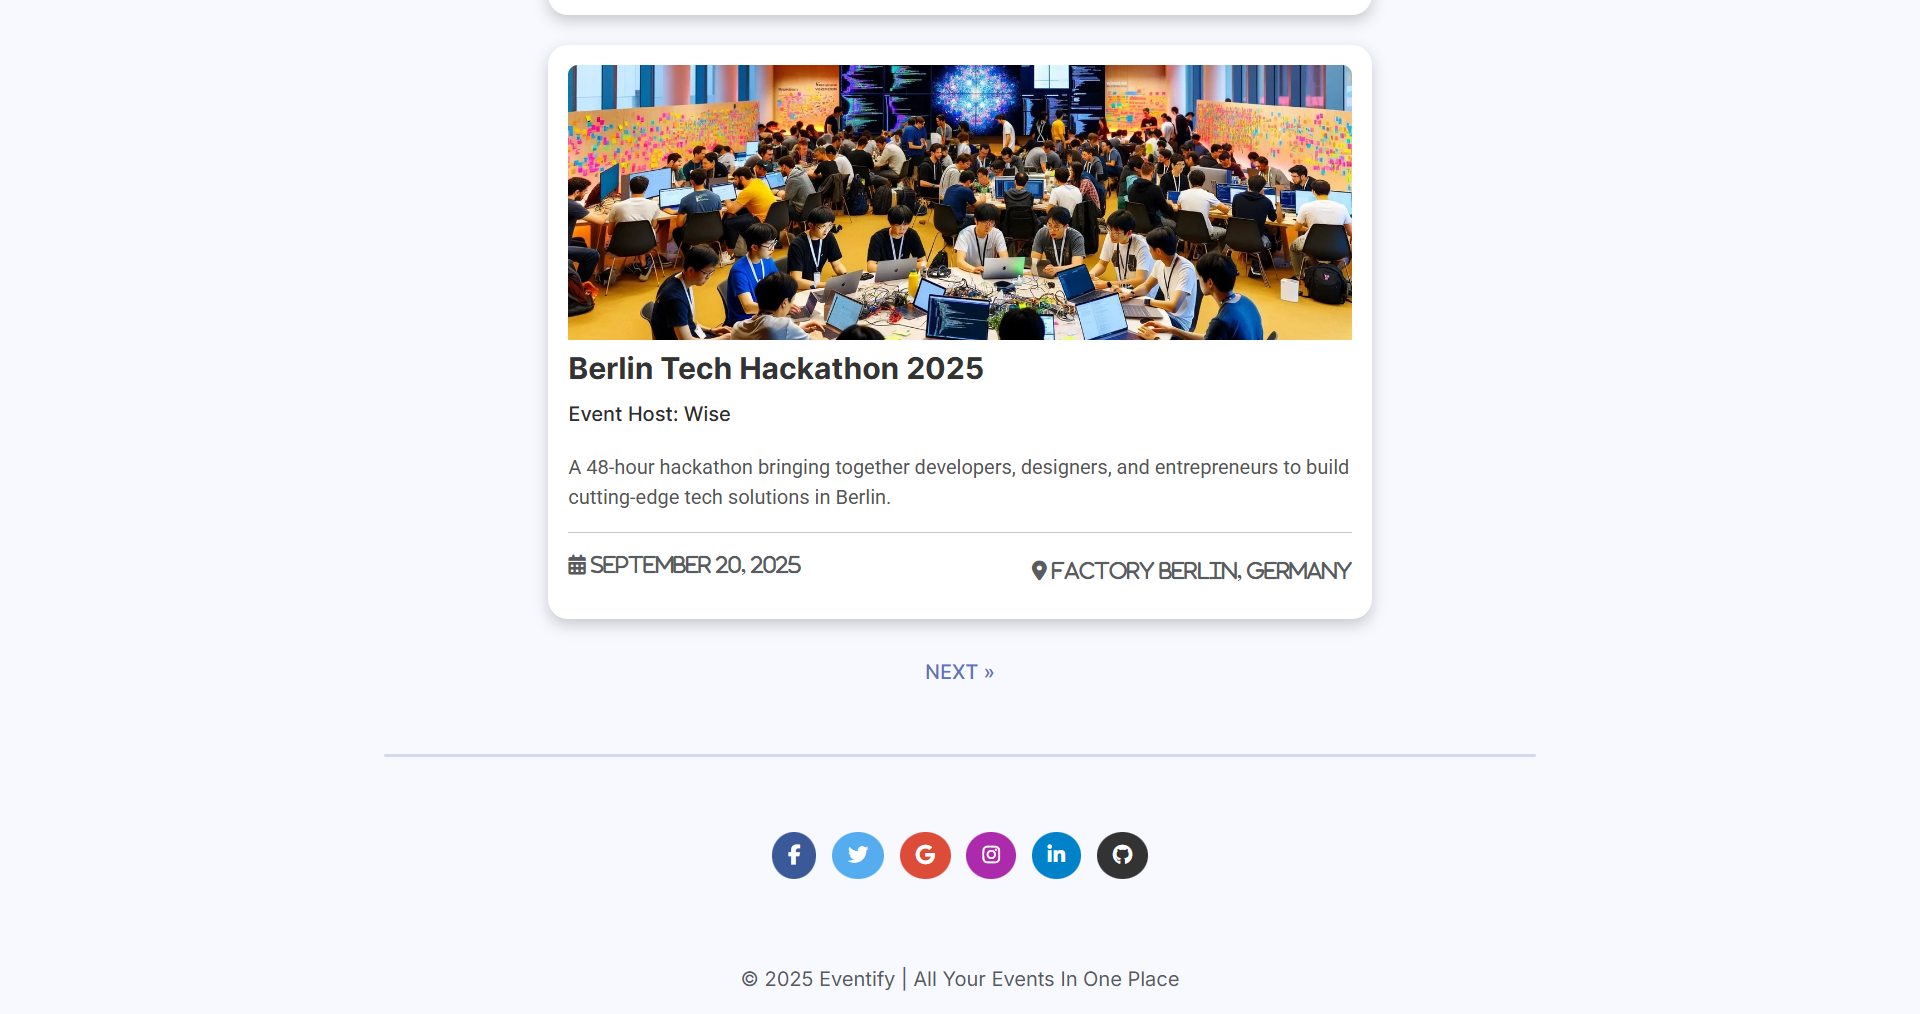 Berlin Tech Hackathon 2025
Event Host: Wise
A 48-hour hackathon bringing together developers, designers, and entrepreneurs to build
cutting-edge tech solutions in Berlin.
SEPTEMBER 20, 2025
FACTORY BERLIN, GERMANY
NEXT »
© 2025 Eventify | All Your Events In One Place